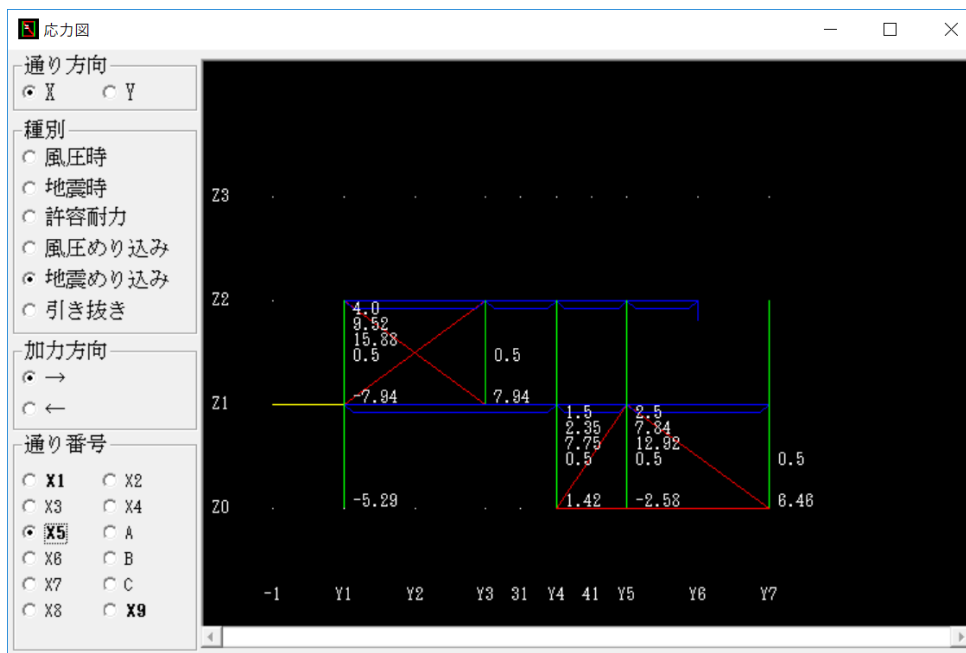 応力図
通り方向
X Y
種別
風圧時
地震時
許容耐力
風圧めり込み
地震めり込み
引き抜き
加力方向
→
←
通り番号
X1 X2
X3 X4
X5 A
X6 B
X7 C
X8 X9
Z3
Z2
4.0
9.52
15.88
0.5 0.5
Z1 -7.94 7.94
1.5 2.5
2.35 7.84
7.75 12.92
0.5 0.5 0.5
Z0 -5.29 1.42 -2.58 6.46
-1 Y1 Y2 Y3 31 Y4 41 Y5 Y6 Y7